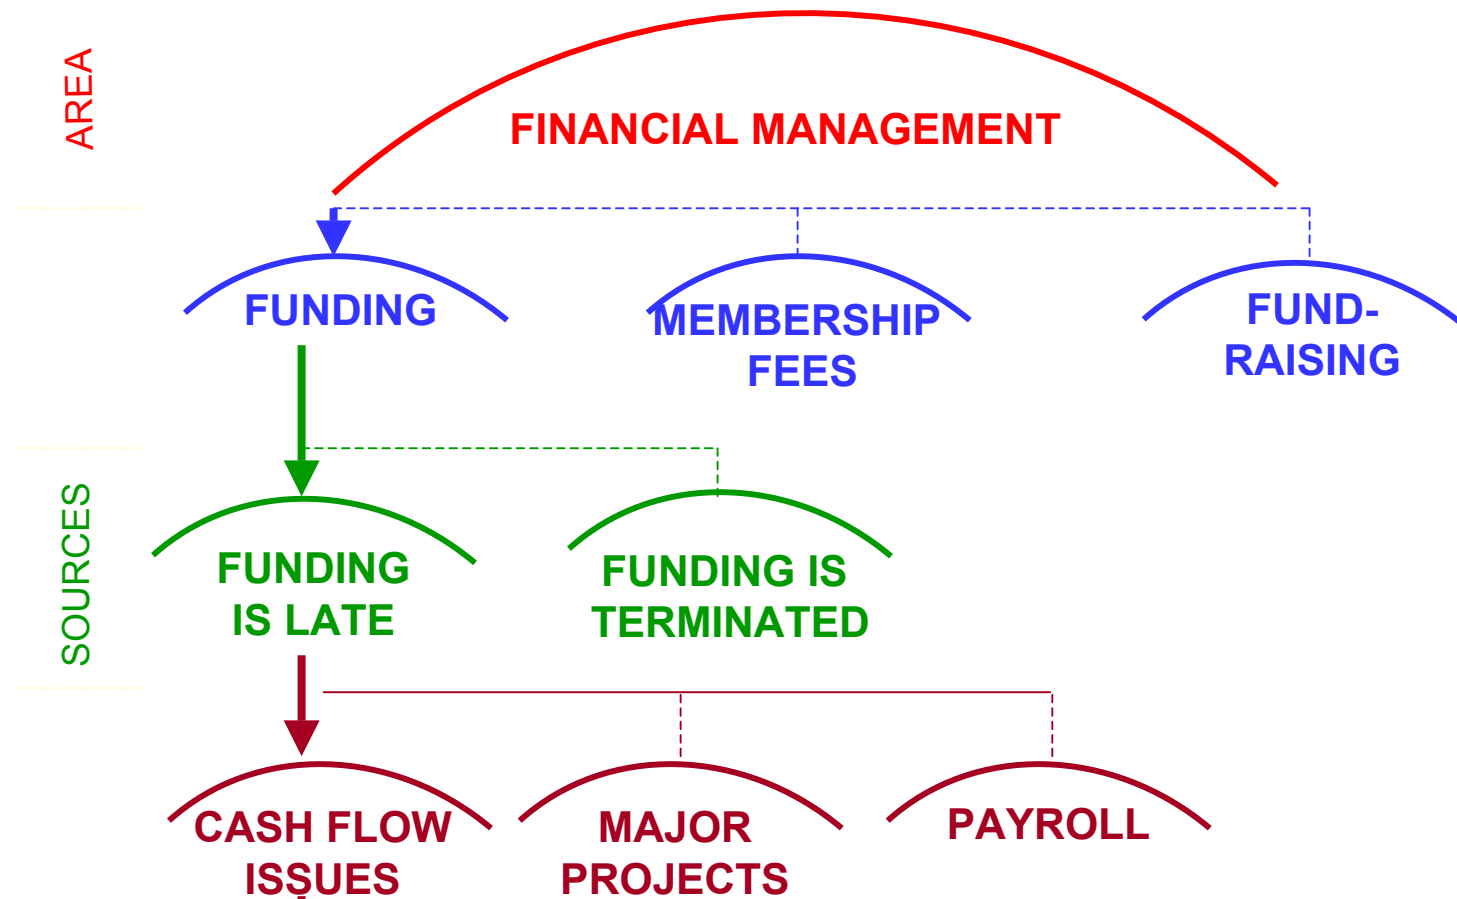 AREA
FINANCIAL MANAGEMENT
FUNDING
MEMBERSHIP
FEES
FUND-
RAISING
SOURCES
FUNDING
IS LATE
FUNDING IS
TERMINATED
CASH FLOW
ISSUES
MAJOR
PROJECTS
PAYROLL